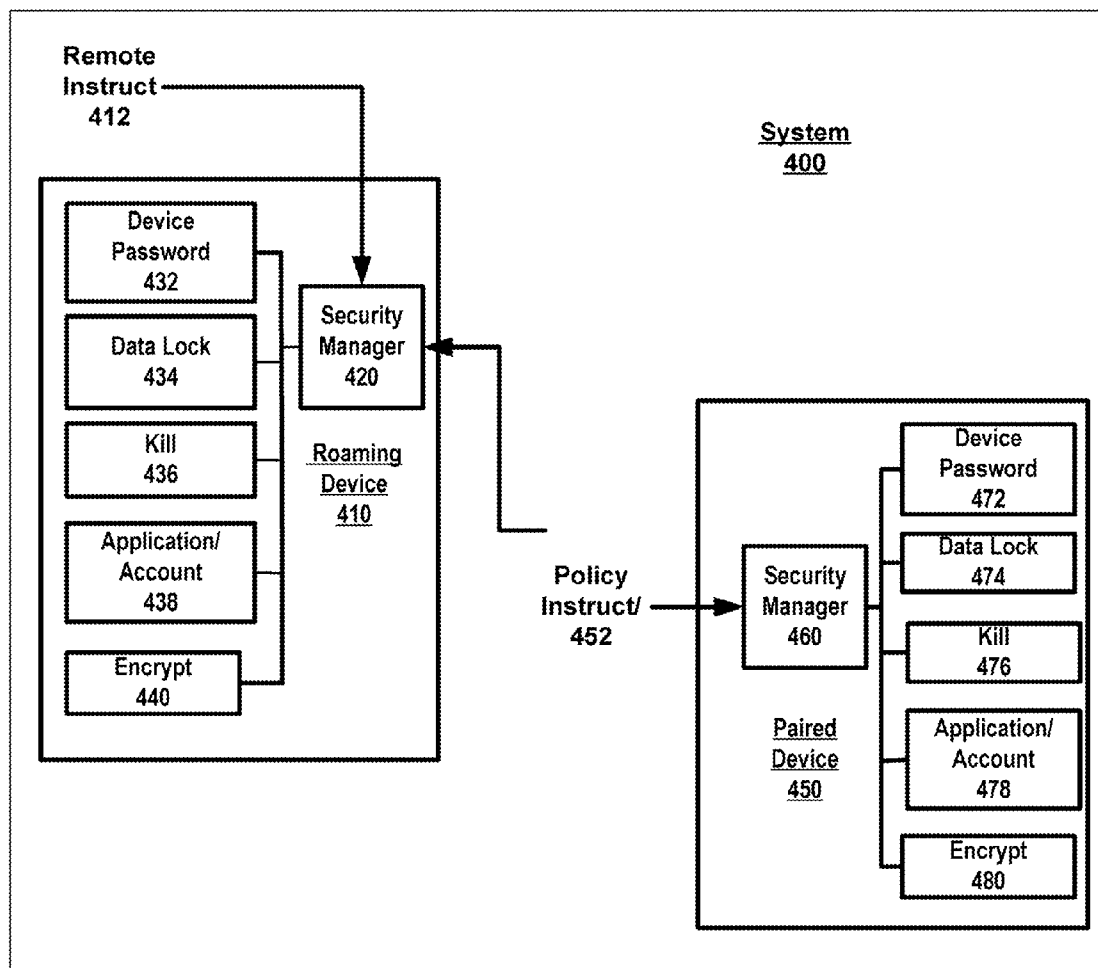 Remote
Instruct
412
System
400
Device
Password
432
Data Lock
434
Kill
436
Application/
Account
438
Encrypt
440
Security
Manager
420
Roaming
Device
410
Policy
Instruct/
452
Security
Manager
460
Paired
Device
450
Device
Password
472
Data Lock
474
Kill
476
Application/
Account
478
Encrypt
480